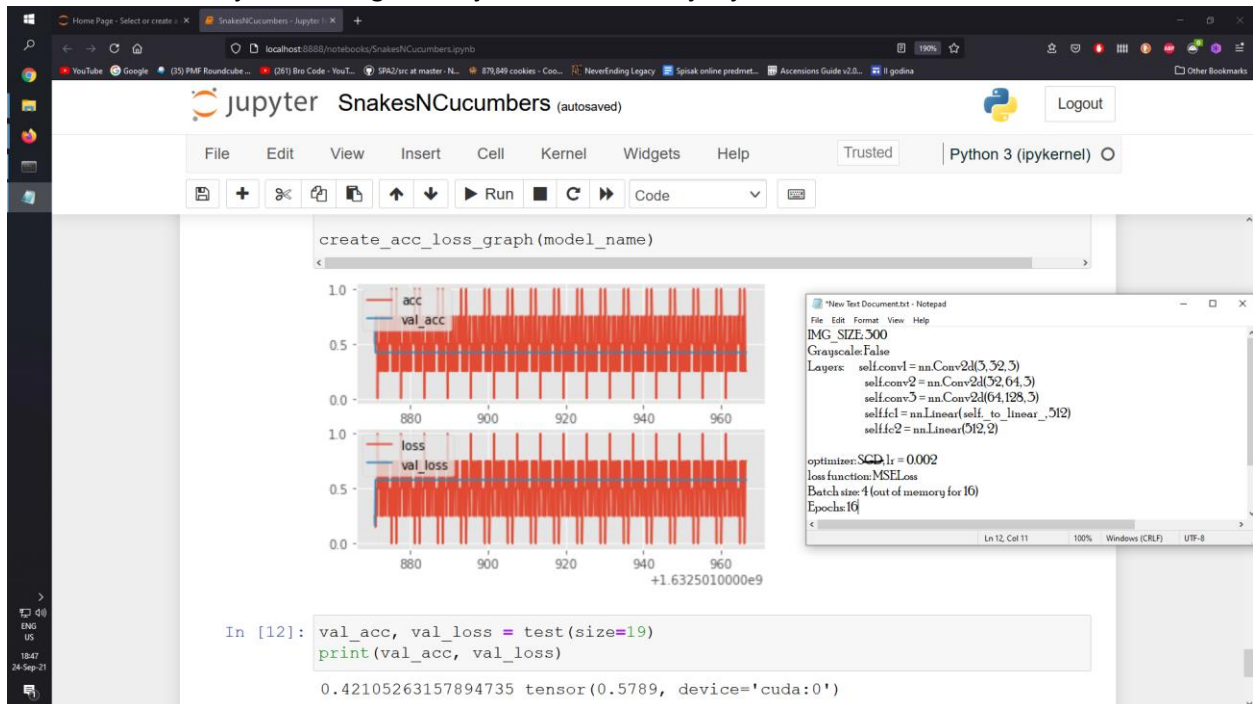 Home Page - Select or create a
SnakesNCucumbers - Jupyter N
localhost:8888/notebooks/SnakesNCucumbers.ipynb
190%
YouTube
Google
(35) PMF Roundcube ...
(261) Bro Code - YouT...
SPA2/src at master · N...
879,849 cookies - Coo...
NeverEnding Legacy
Spisak online predmet...
Ascensions Guide v2.0...
II godina
Other Bookmarks
jupyter SnakesNCucumbers (autosaved)
Logout
File Edit View Insert Cell Kernel Widgets Help
Trusted
Python 3 (ipykernel)
Run
Code
create_acc_loss_graph(model_name)
1.0
acc
val_acc
0.5
0.0
880 900 920 940 960
1.0
loss
val_loss
0.5
0.0
880 900 920 940 960
+1.6325010000e9
*New Text Document.txt - Notepad
File Edit Format View Help
IMG_SIZE:300
Grayscale:False
Layers: self.conv1 = nn.Conv2d(3,32,3)
self.conv2 = nn.Conv2d(32,64,3)
self.conv3 = nn.Conv2d(64,128,3)
self.fc1 = nn.Linear(self._to_linear_,512)
self.fc2 = nn.Linear(512,2)
optimizer:SGD,lr = 0.002
loss function:MSELoss
Batch size: 4 (out of memory for 16)
Epochs:16
Ln 12, Col 11 100% Windows (CRLF) UTF-8
In [12]: val_acc, val_loss = test(size=19)
print(val_acc, val_loss)
0.42105263157894735 tensor(0.5789, device='cuda:0')
ENG
US
18:47
24-Sep-21